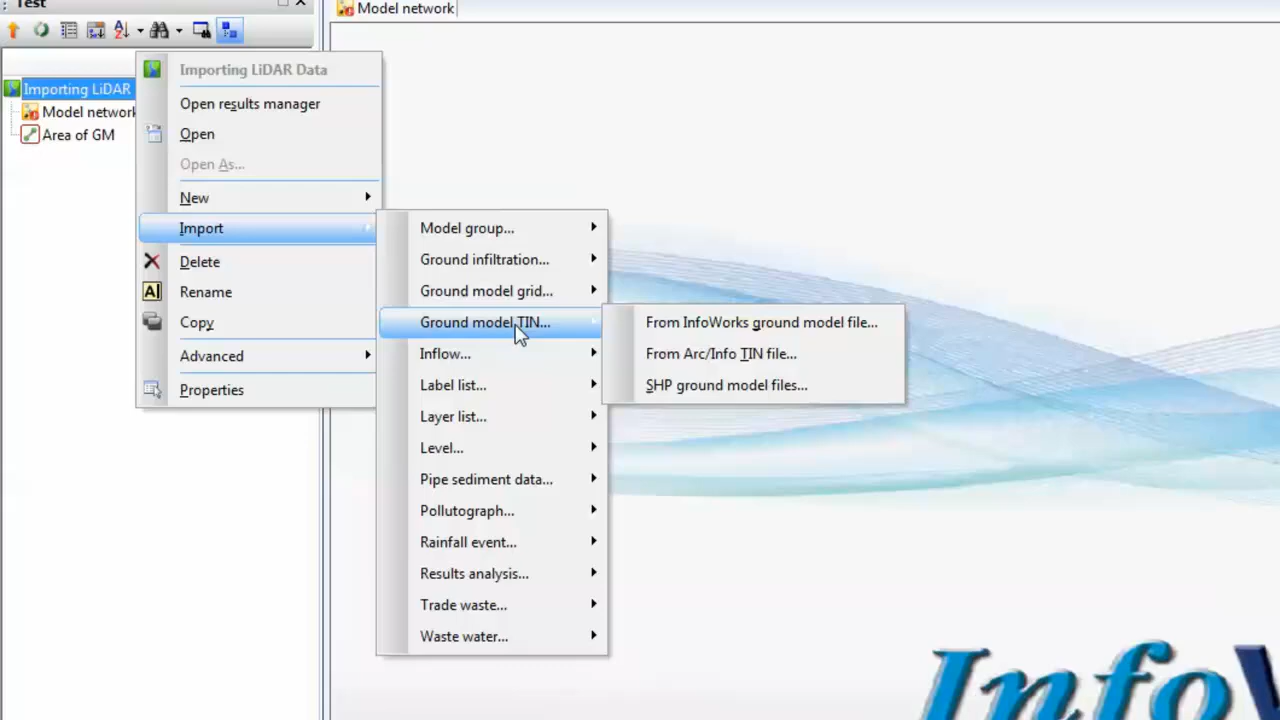 Test
Model network
Importing LiDAR
Model network
Area of GM
Importing LiDAR Data
Open results manager
Open
Open As...
New
Import
Delete
Rename
Copy
Advanced
Properties
Model group...
Ground infiltration...
Ground model grid...
Ground model TIN...
Inflow...
Label list...
Layer list...
Level...
Pipe sediment data...
Pollutograph...
Rainfall event...
Results analysis...
Trade waste...
Waste water...
From InfoWorks ground model file...
From Arc/Info TIN file...
SHP ground model files...